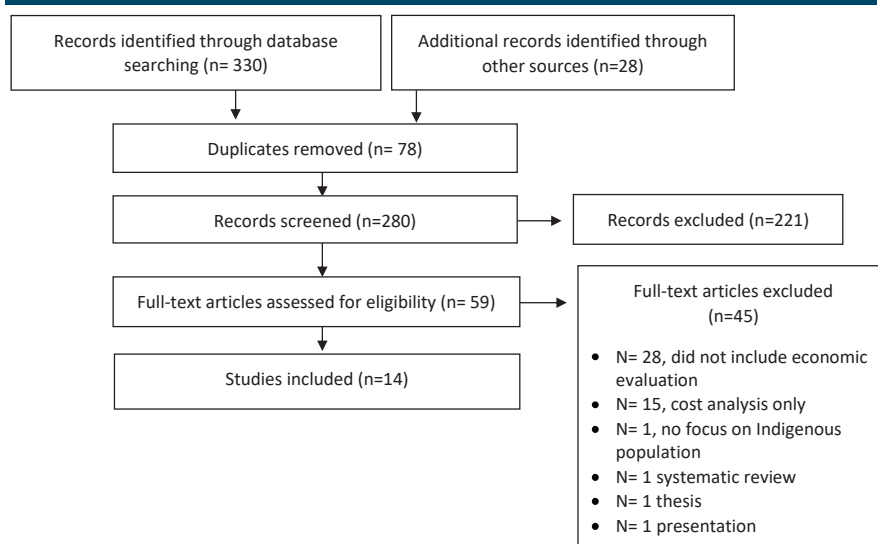 Records identified through database
searching (n= 330)
Additional records identified through
other sources (n=28)
Duplicates removed (n= 78)
Records screened (n=280)
Records excluded (n=221)
Full-text articles assessed for eligibility (n= 59)
Full-text articles excluded
(n=45)
• N= 28, did not include economic
evaluation
• N= 15, cost analysis only
• N= 1, no focus on Indigenous
population
• N= 1 systematic review
• N= 1 thesis
• N= 1 presentation
Studies included (n=14)